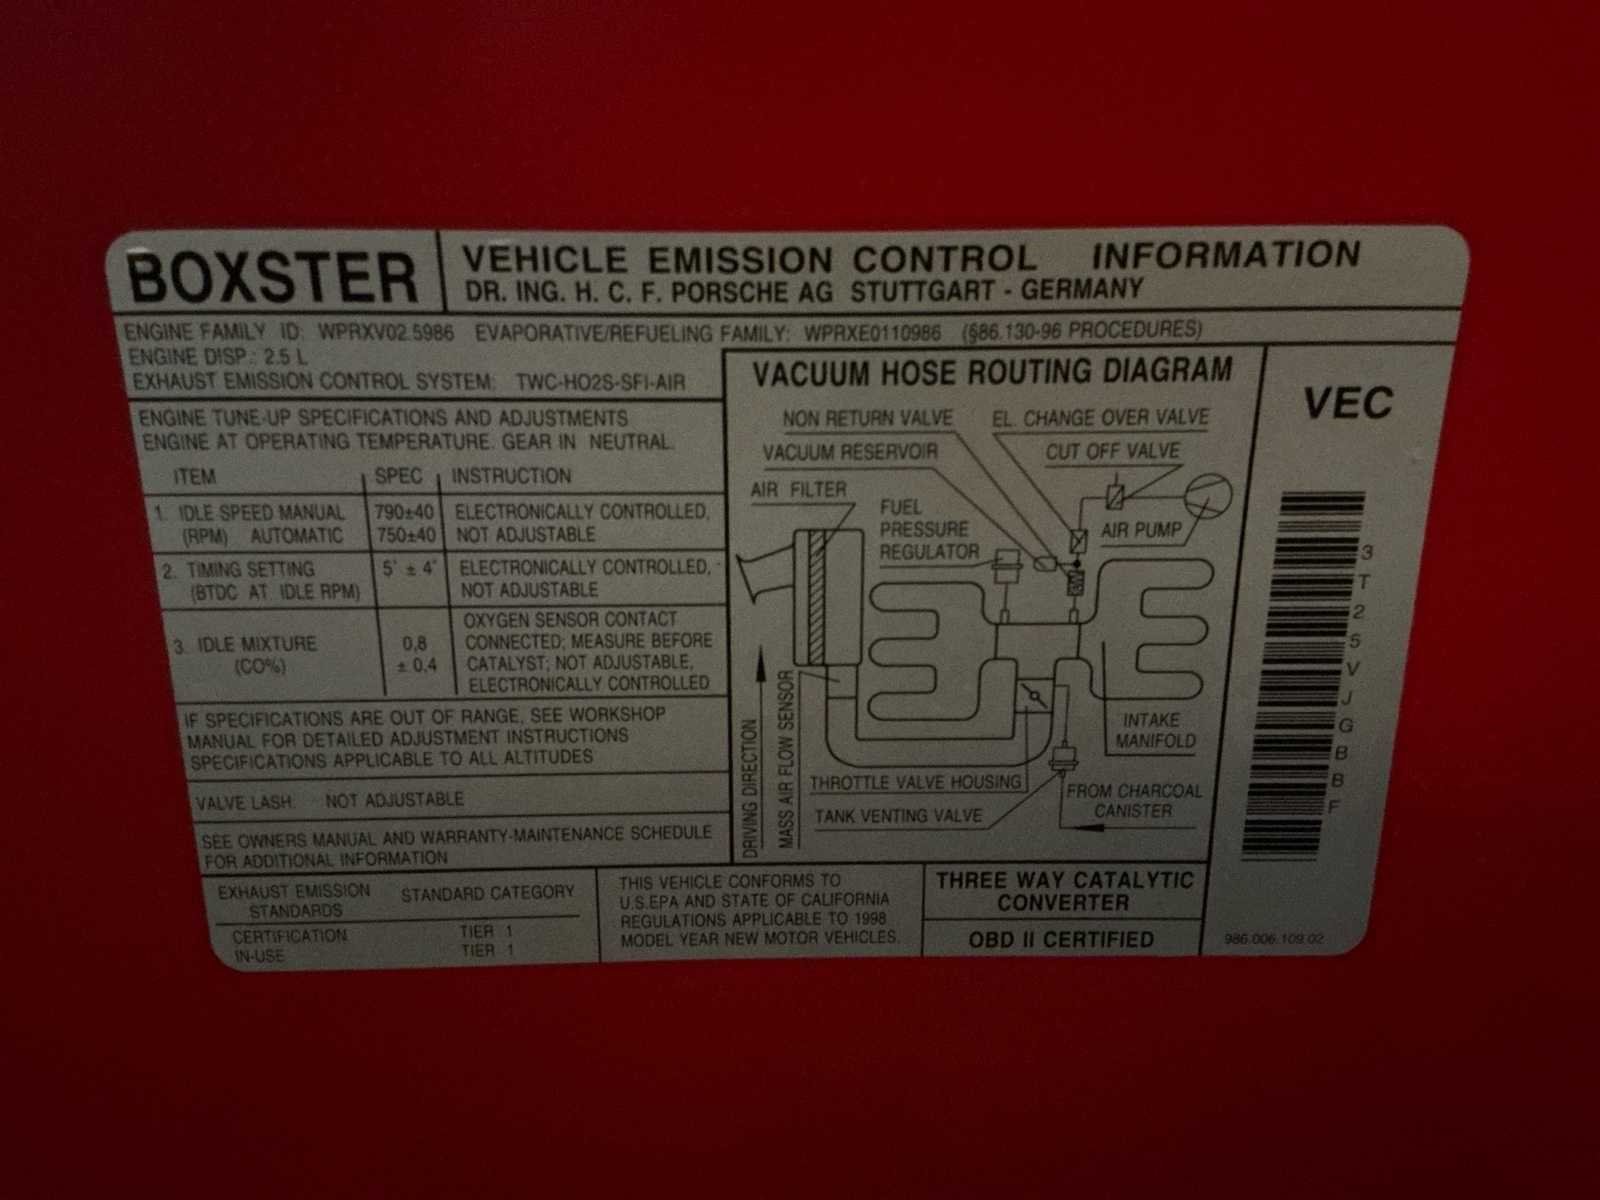 BOXSTER
VEHICLE EMISSION CONTROL INFORMATION
DR. ING. H. C. F. PORSCHE AG STUTTGART - GERMANY
ENGINE FAMILY ID: WPRXV02.5986 EVAPORATIVE/REFUELING FAMILY: WPRXE0110986 (§86.130-96 PROCEDURES)
ENGINE DISP.: 2.5 L
EXHAUST EMISSION CONTROL SYSTEM: TWC-HO2S-SFI-AIR
ENGINE TUNE-UP SPECIFICATIONS AND ADJUSTMENTS
ENGINE AT OPERATING TEMPERATURE. GEAR IN NEUTRAL.
ITEM SPEC INSTRUCTION
1. IDLE SPEED MANUAL 790±40 ELECTRONICALLY CONTROLLED,
(RPM) AUTOMATIC 750±40 NOT ADJUSTABLE
2. TIMING SETTING 5° ± 4° ELECTRONICALLY CONTROLLED,
(BTDC AT IDLE RPM) NOT ADJUSTABLE
OXYGEN SENSOR CONTACT
3. IDLE MIXTURE 0,8 CONNECTED; MEASURE BEFORE
(CO%) ± 0,4 CATALYST; NOT ADJUSTABLE,
ELECTRONICALLY CONTROLLED
IF SPECIFICATIONS ARE OUT OF RANGE, SEE WORKSHOP
MANUAL FOR DETAILED ADJUSTMENT INSTRUCTIONS
SPECIFICATIONS APPLICABLE TO ALL ALTITUDES
VALVE LASH: NOT ADJUSTABLE
SEE OWNERS MANUAL AND WARRANTY-MAINTENANCE SCHEDULE
FOR ADDITIONAL INFORMATION
EXHAUST EMISSION STANDARD CATEGORY
STANDARDS
CERTIFICATION TIER 1
IN-USE TIER 1
THIS VEHICLE CONFORMS TO
U.S.EPA AND STATE OF CALIFORNIA
REGULATIONS APPLICABLE TO 1998
MODEL YEAR NEW MOTOR VEHICLES.
VACUUM HOSE ROUTING DIAGRAM
NON RETURN VALVE
EL. CHANGE OVER VALVE
VACUUM RESERVOIR
CUT OFF VALVE
AIR FILTER
FUEL
PRESSURE
REGULATOR
AIR PUMP
DRIVING DIRECTION
MASS AIR FLOW SENSOR
INTAKE
MANIFOLD
THROTTLE VALVE HOUSING
TANK VENTING VALVE
FROM CHARCOAL
CANISTER
THREE WAY CATALYTIC
CONVERTER
OBD II CERTIFIED
VEC
3T25VJGBBF
986.006.109.02